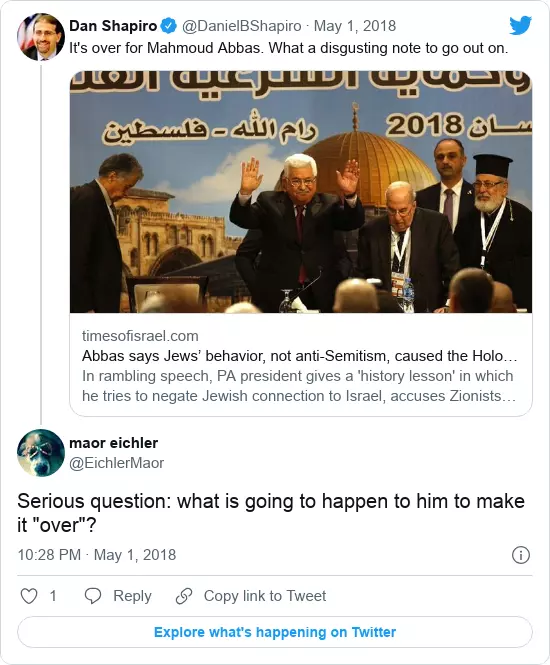 Dan Shapiro @DanielBShapiro · May 1, 2018
It's over for Mahmoud Abbas. What a disgusting note to go out on.
وحماية الشرعية
رام الله - فلسطين
2018
timesofisrael.com
Abbas says Jews’ behavior, not anti-Semitism, caused the Holo…
In rambling speech, PA president gives a 'history lesson' in which
he tries to negate Jewish connection to Israel, accuses Zionists…
maor eichler
@EichlerMaor
Serious question: what is going to happen to him to make
it "over"?
10:28 PM · May 1, 2018
1 Reply Copy link to Tweet
Explore what's happening on Twitter